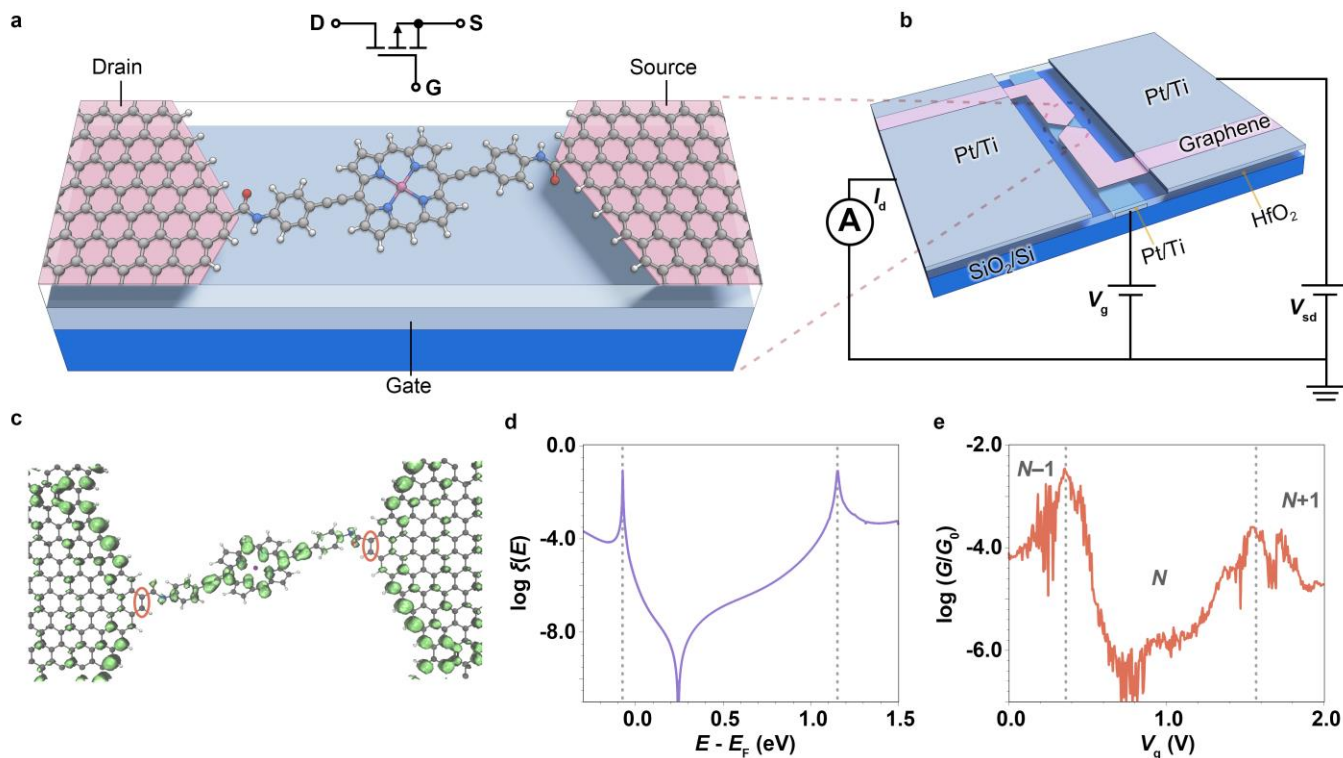 a
D
S
G
Drain
Source
Gate
b
Pt/Ti
Pt/Ti
Graphene
A
I_d
HfO₂
SiO₂/Si
Pt/Ti
V_g
V_sd
c
d
log ξ(E)
0.0
-4.0
-8.0
0.0 0.5 1.0 1.5
E - E_F (eV)
e
log (G/G₀)
-2.0
-4.0
-6.0
N–1
N
N+1
0.0 1.0 2.0
V_g (V)